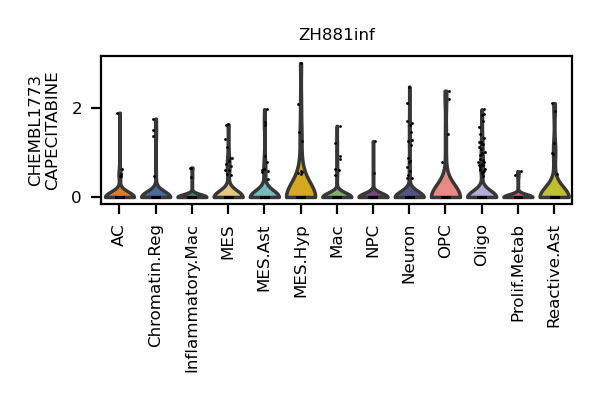 ZH881inf
CHEMBL1773
CAPECITABINE
2
0
AC
Chromatin.Reg
Inflammatory.Mac
MES
MES.Ast
MES.Hyp
Mac
NPC
Neuron
OPC
Oligo
Prolif.Metab
Reactive.Ast